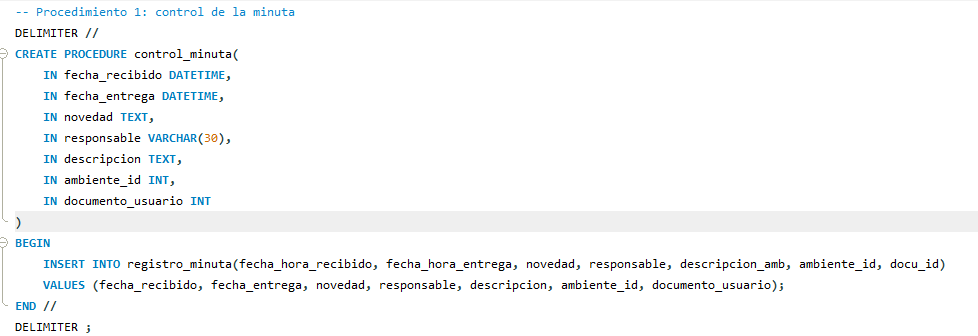 -- Procedimiento 1: control de la minuta
DELIMITER //
CREATE PROCEDURE control_minuta(
    IN fecha_recibido DATETIME,
    IN fecha_entrega DATETIME,
    IN novedad TEXT,
    IN responsable VARCHAR(30),
    IN descripcion TEXT,
    IN ambiente_id INT,
    IN documento_usuario INT
)
BEGIN
    INSERT INTO registro_minuta(fecha_hora_recibido, fecha_hora_entrega, novedad, responsable, descripcion_amb, ambiente_id, docu_id)
    VALUES (fecha_recibido, fecha_entrega, novedad, responsable, descripcion, ambiente_id, documento_usuario);
END //
DELIMITER ;